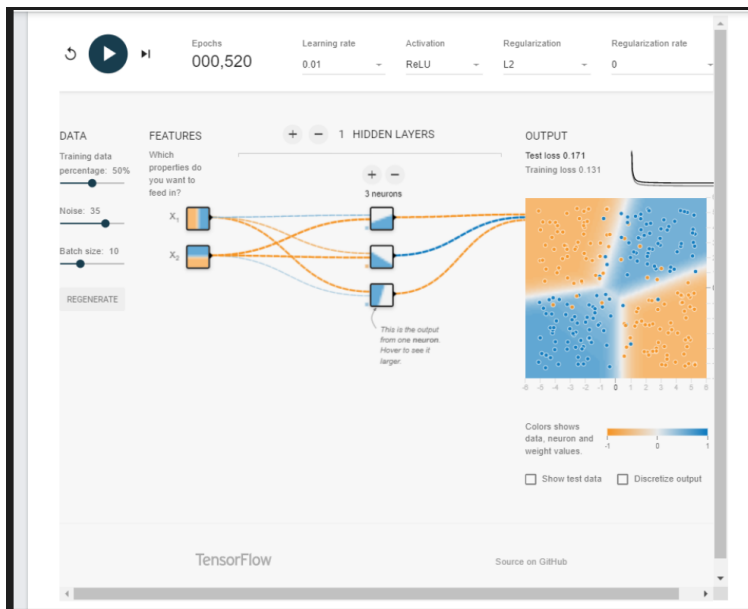 Epochs
000,520
Learning rate
0.01
Activation
ReLU
Regularization
L2
Regularization rate
0
DATA
Training data
percentage: 50%
Noise: 35
Batch size: 10
REGENERATE
FEATURES
Which
properties do
you want to
feed in?
X1
X2
+ − 1 HIDDEN LAYERS
+ −
3 neurons
This is the output
from one neuron.
Hover to see it
larger.
OUTPUT
Test loss 0.171
Training loss 0.131
-6 -5 -4 -3 -2 -1 0 1 2 3 4 5 6
Colors shows
data, neuron and
weight values.
-1 0 1
Show test data
Discretize output
TensorFlow
Source on GitHub